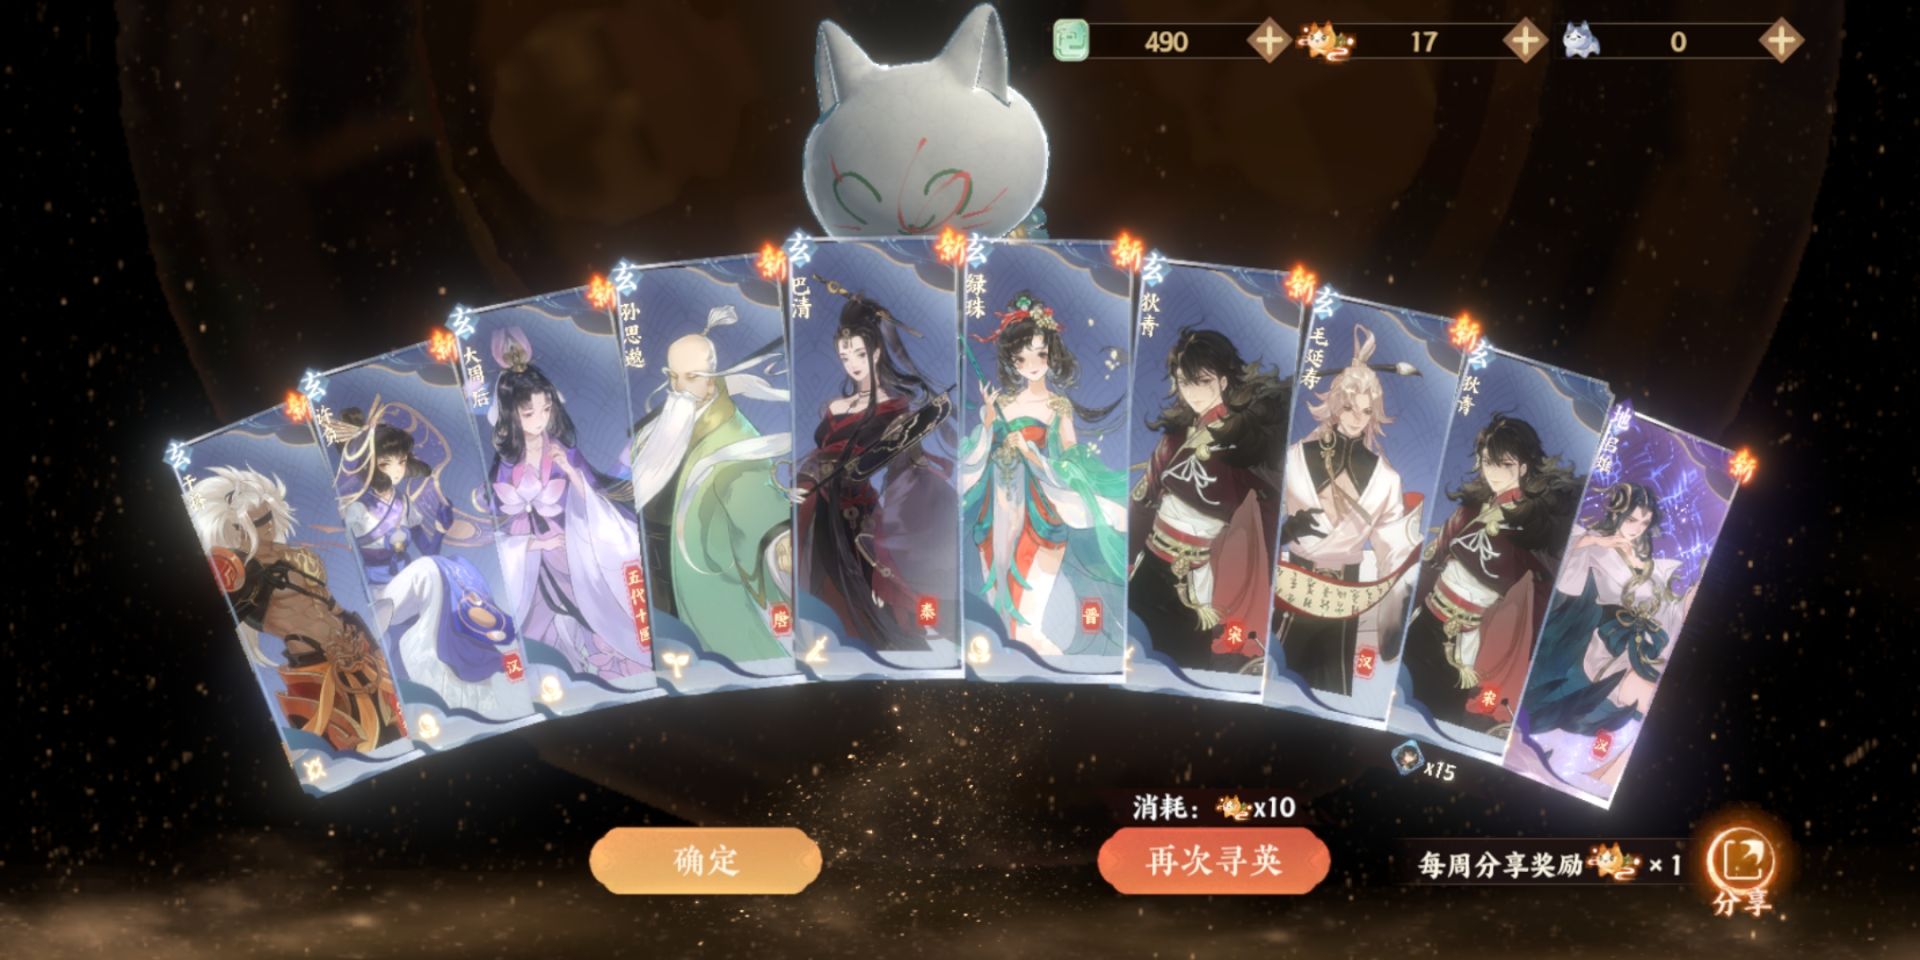 490
17
0
玄
新
玄
许负
新
玄
大周后
新
玄
孙思邈
新
玄
巴清
新
玄
绿珠
新
玄
狄青
新
玄
毛延寿
新
玄
狄青
地
吕雉
新
汉
五代十国
唐
秦
晋
宋
汉
宋
汉
x15
消耗： x10
确定
再次寻英
每周分享奖励 × 1
分享